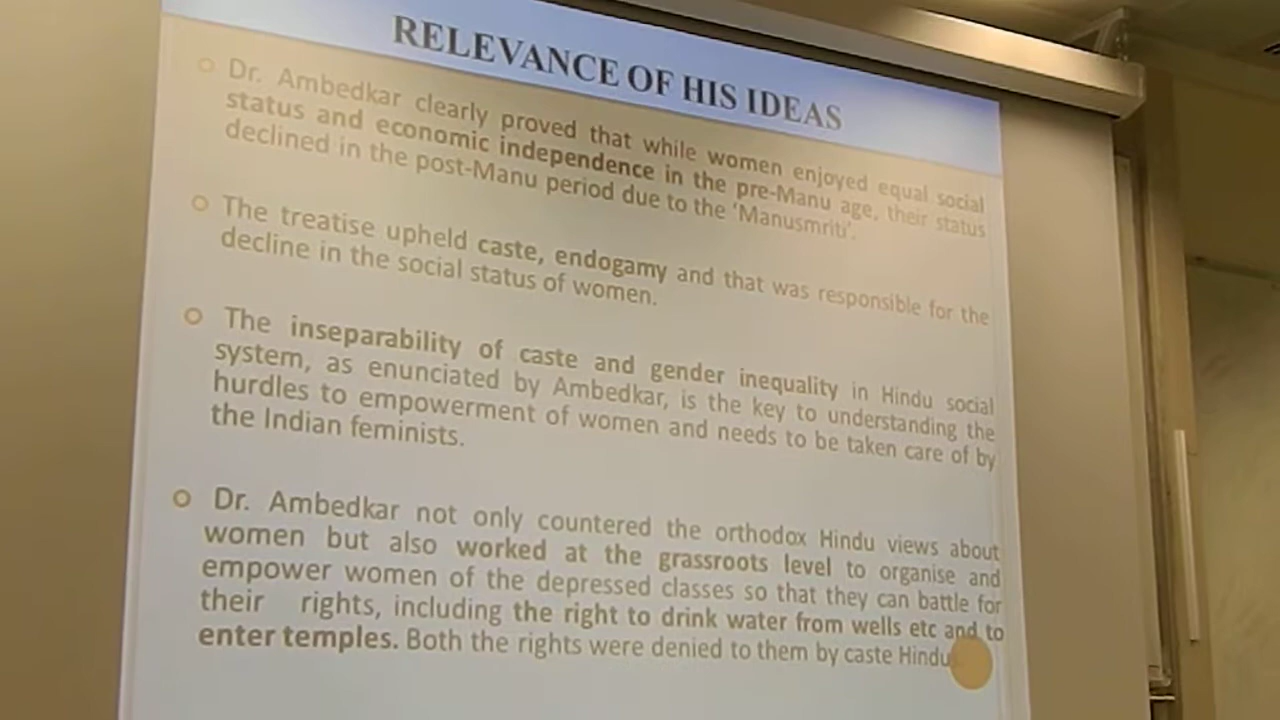 RELEVANCE OF HIS IDEAS
Dr. Ambedkar clearly proved that while women enjoyed equal social
status and economic independence in the pre-Manu age, their status
declined in the post-Manu period due to the ‘Manusmriti’.
The treatise upheld caste, endogamy and that was responsible for the
decline in the social status of women.
The inseparability of caste and gender inequality in Hindu social
system, as enunciated by Ambedkar, is the key to understanding the
hurdles to empowerment of women and needs to be taken care of by
the Indian feminists.
Dr. Ambedkar not only countered the orthodox Hindu views about
women but also worked at the grassroots level to organise and
empower women of the depressed classes so that they can battle for
their rights, including the right to drink water from wells etc and to
enter temples. Both the rights were denied to them by caste Hindu